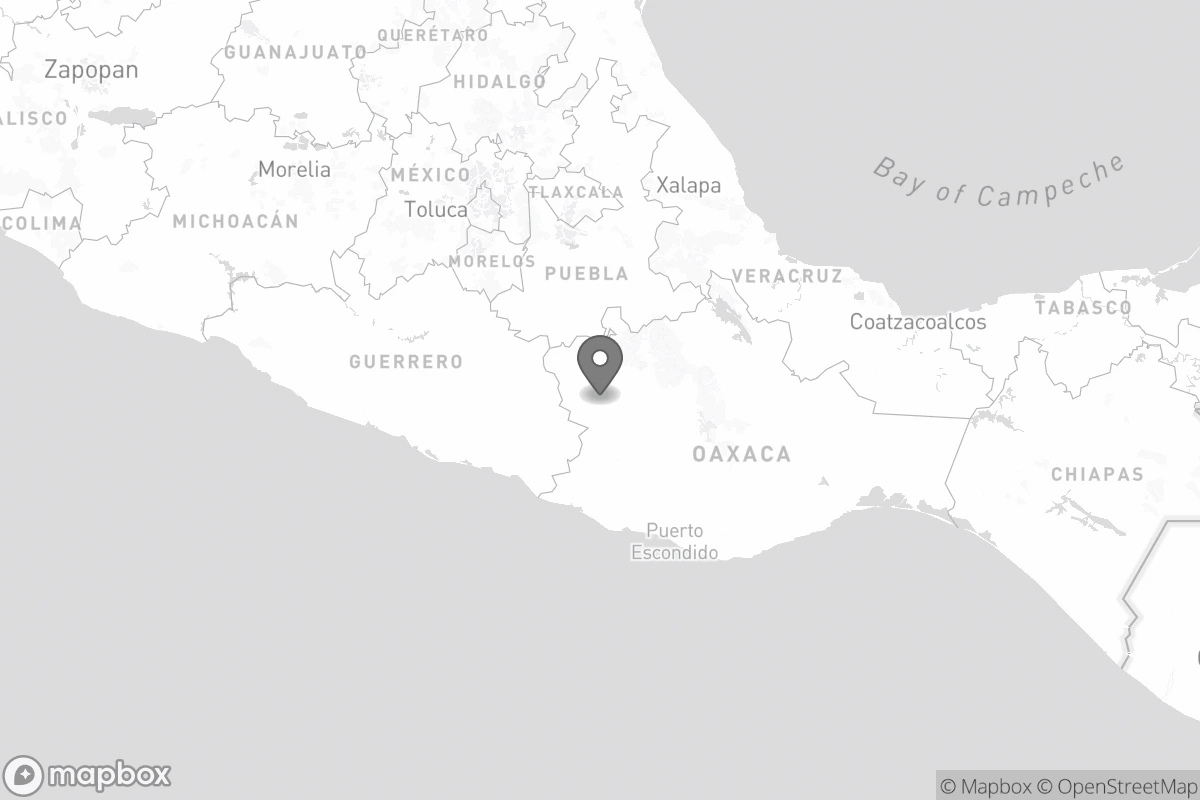 QUERÉTARO
GUANAJUATO
Zapopan
HIDALGO
ALISCO
Morelia
MÉXICO
Xalapa
Bay of Campeche
TLAXCALA
Toluca
COLIMA
MICHOACÁN
MORELOS
PUEBLA
VERACRUZ
TABASCO
Coatzacoalcos
GUERRERO
OAXACA
CHIAPAS
Puerto
Escondido
mapbox
© Mapbox © OpenStreetMap